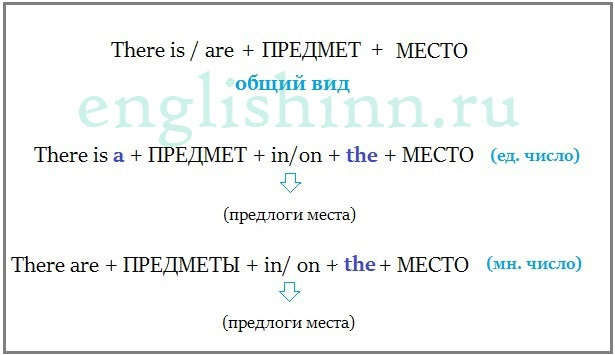 There is / are + ПРЕДМЕТ + МЕСТО
общий вид
englishinn.ru
There is a + ПРЕДМЕТ + in/on + the + МЕСТО (ед. число)
(предлоги места)
There are + ПРЕДМЕТЫ + in/ on + the + МЕСТО (мн. число)
(предлоги места)